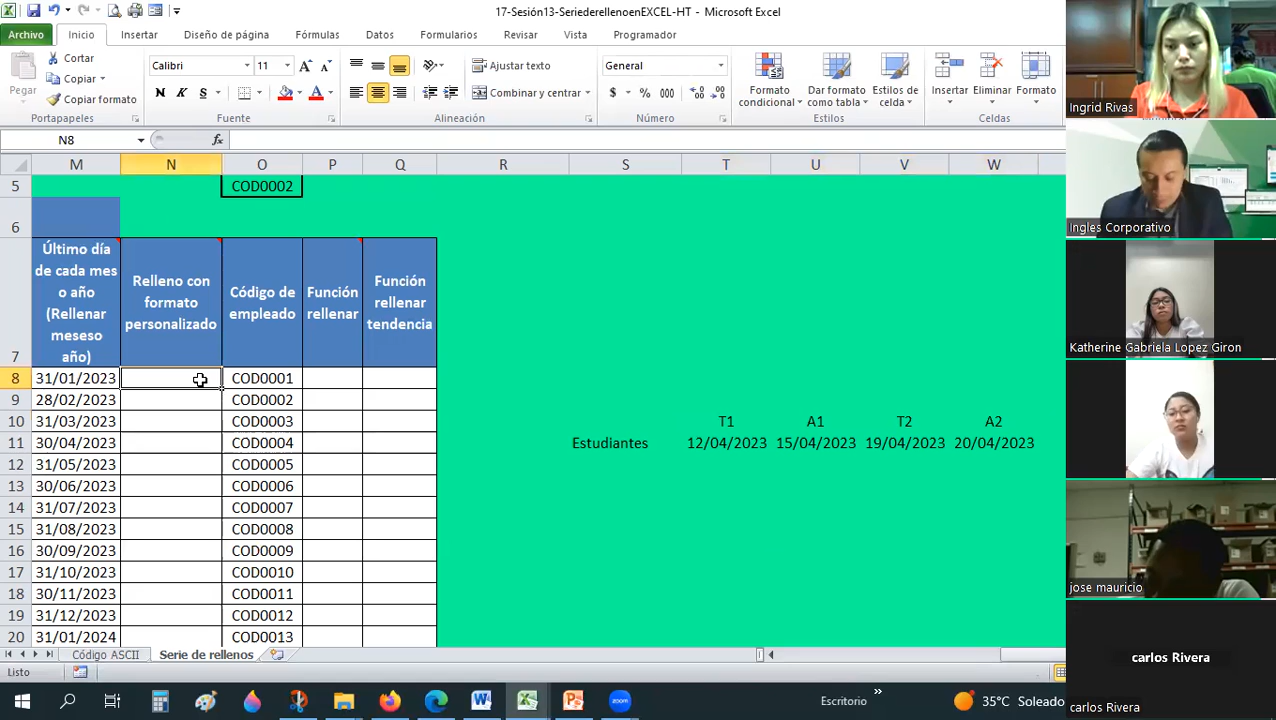 17-Sesión13-SeriederellenoenEXCEL-HT - Microsoft Excel
Archivo Inicio Insertar Diseño de página Fórmulas Datos Formularios Revisar Vista Programador
Pegar
Cortar
Copiar
Copiar formato
Portapapeles
Calibri 11
N K S
Fuente
Ajustar texto
Combinar y centrar
Alineación
General
$ % 000
Número
Formato condicional
Dar formato como tabla
Estilos de celda
Estilos
Insertar Eliminar Formato
Celdas
N8 fx
M N O P Q R S T U V W
5 COD0002
6
7 Último día de cada mes o año (Rellenar meseso año) Relleno con formato personalizado Código de empleado Función rellenar Función rellenar tendencia
8 31/01/2023 COD0001
9 28/02/2023 COD0002
10 31/03/2023 COD0003 T1 A1 T2 A2
11 30/04/2023 COD0004 Estudiantes 12/04/2023 15/04/2023 19/04/2023 20/04/2023
12 31/05/2023 COD0005
13 30/06/2023 COD0006
14 31/07/2023 COD0007
15 31/08/2023 COD0008
16 30/09/2023 COD0009
17 31/10/2023 COD0010
18 30/11/2023 COD0011
19 31/12/2023 COD0012
20 31/01/2024 COD0013
Código ASCII Serie de rellenos
Listo
Escritorio » 35°C Soleado
Ingrid Rivas
Ingles Corporativo
Katherine Gabriela Lopez Giron
jose mauricio
carlos Rivera
carlos Rivera